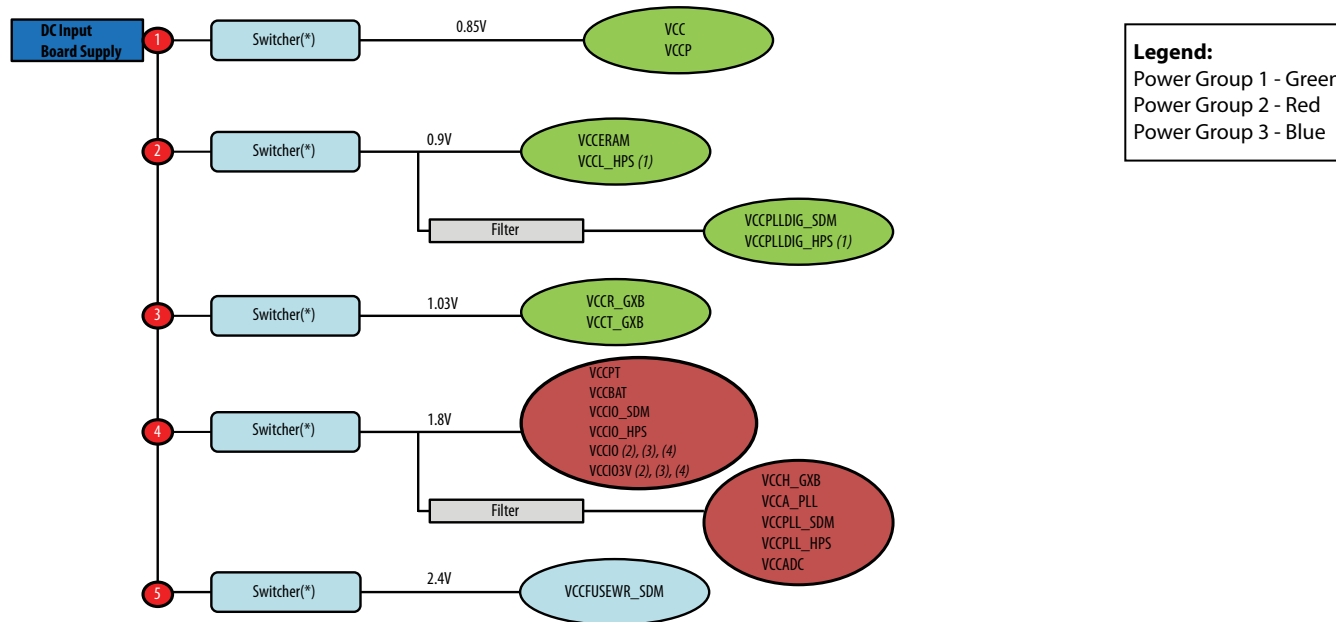 DC Input
Board Supply
1
Switcher(*)
0.85V
VCC
VCCP
Legend:
Power Group 1 - Green
Power Group 2 - Red
Power Group 3 - Blue
2
Switcher(*)
0.9V
VCCERAM
VCCL_HPS (1)
Filter
VCCPLLDIG_SDM
VCCPLLDIG_HPS (1)
3
Switcher(*)
1.03V
VCCR_GXB
VCCT_GXB
4
Switcher(*)
1.8V
VCCPT
VCCBAT
VCCIO_SDM
VCCIO_HPS
VCCIO (2), (3), (4)
VCCIO3V (2), (3), (4)
Filter
VCCH_GXB
VCCA_PLL
VCCPLL_SDM
VCCPLL_HPS
VCCADC
5
Switcher(*)
2.4V
VCCFUSEWR_SDM